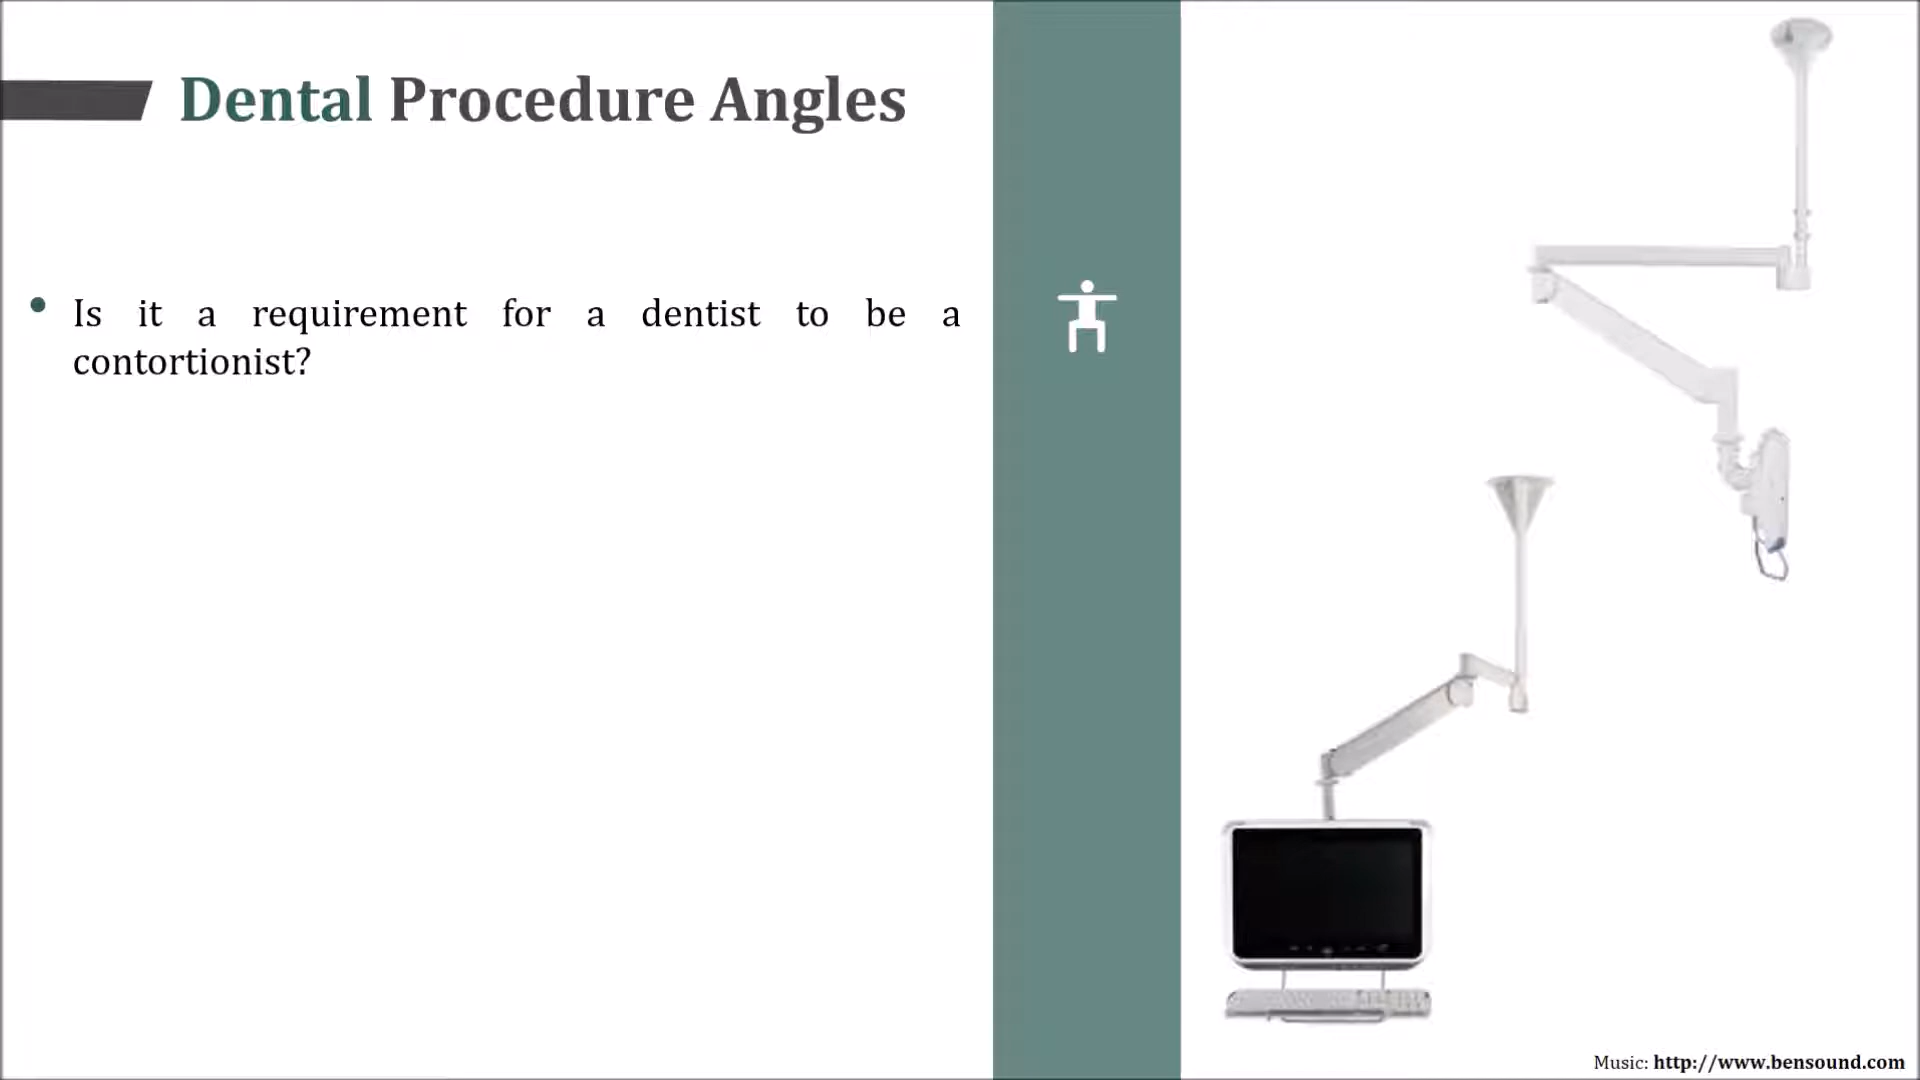 Dental Procedure Angles
Is it a requirement for a dentist to be a
contortionist?
Music: http://www.bensound.com